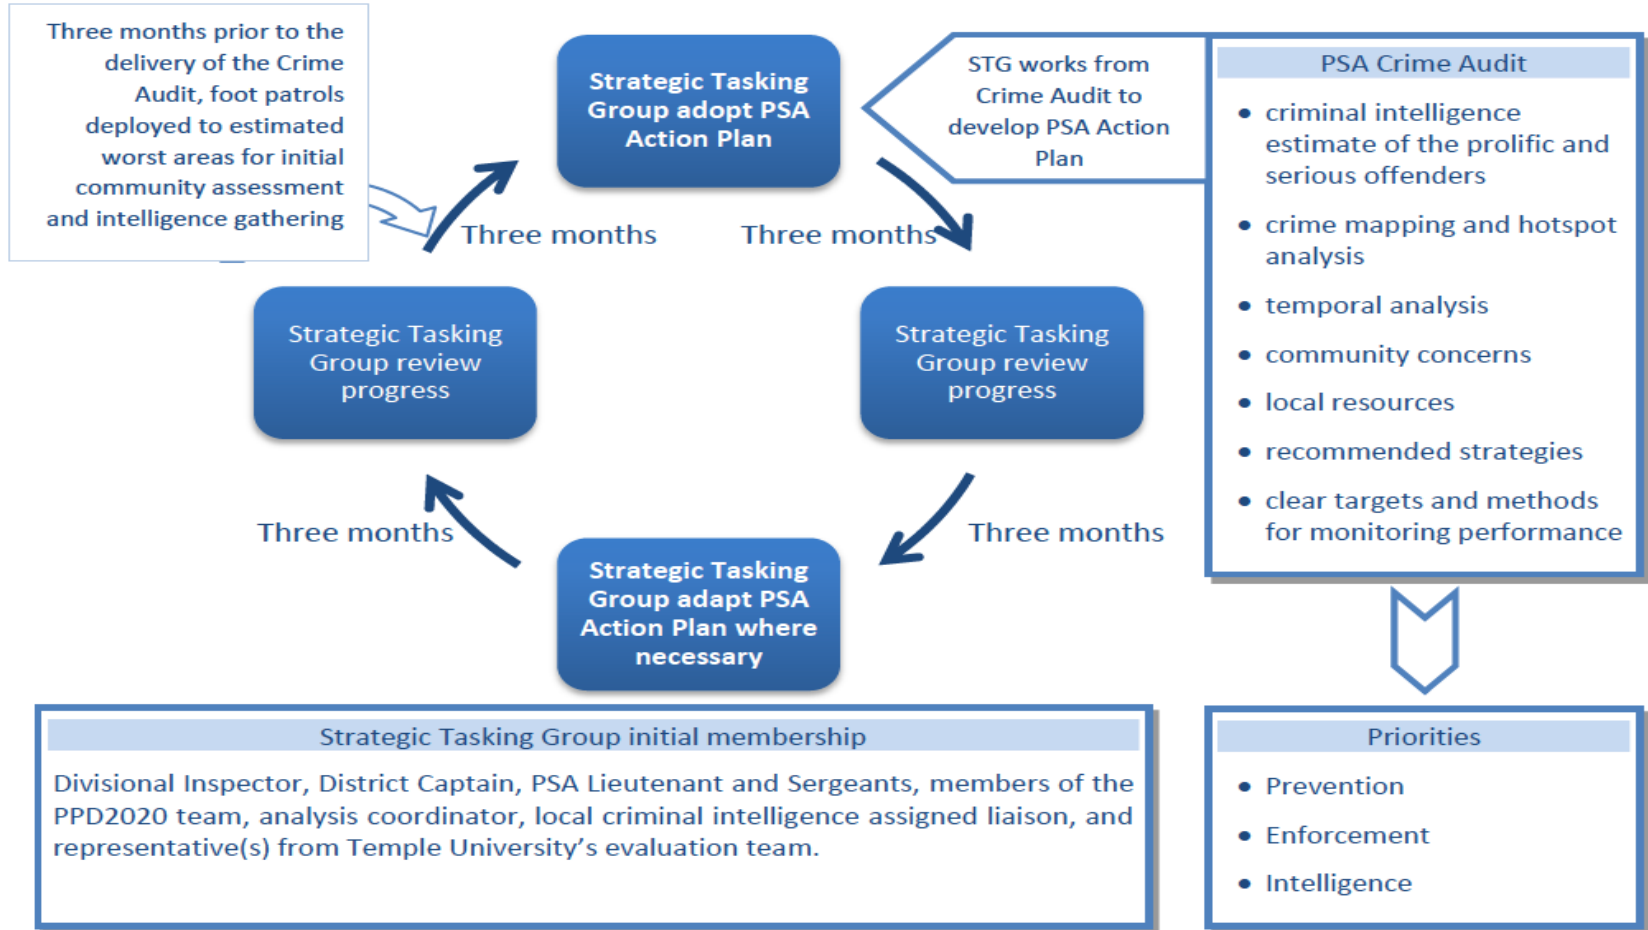 Three months prior to the
delivery of the Crime
Audit, foot patrols
deployed to estimated
worst areas for initial
community assessment
and intelligence gathering
Strategic Tasking
Group adopt PSA
Action Plan
STG works from
Crime Audit to
develop PSA Action
Plan
PSA Crime Audit
• criminal intelligence
estimate of the prolific and
serious offenders
• crime mapping and hotspot
analysis
• temporal analysis
• community concerns
• local resources
• recommended strategies
• clear targets and methods
for monitoring performance
Three months
Three months
Strategic Tasking
Group review
progress
Strategic Tasking
Group review
progress
Three months
Three months
Strategic Tasking
Group adapt PSA
Action Plan where
necessary
Strategic Tasking Group initial membership
Divisional Inspector, District Captain, PSA Lieutenant and Sergeants, members of the
PPD2020 team, analysis coordinator, local criminal intelligence assigned liaison, and
representative(s) from Temple University’s evaluation team.
Priorities
• Prevention
• Enforcement
• Intelligence